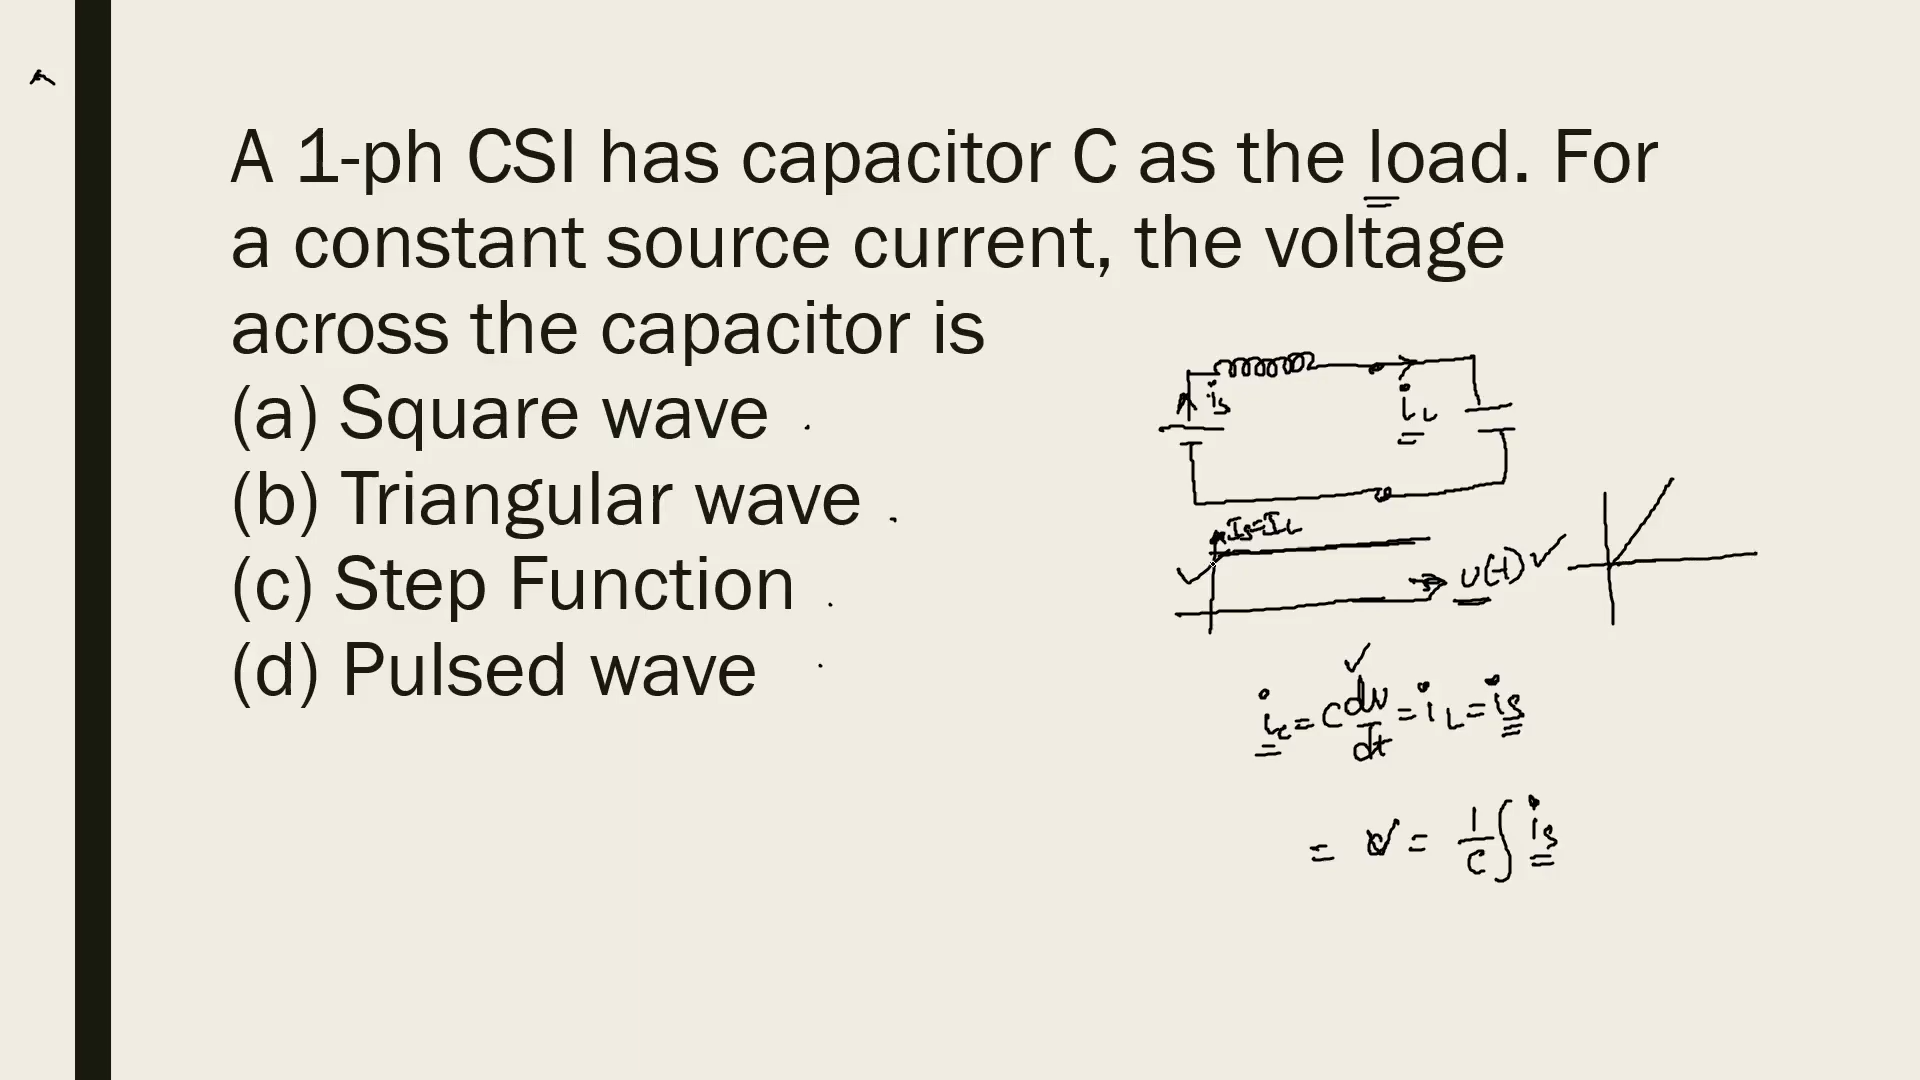 A 1-ph CSI has capacitor C as the load. For
a constant source current, the voltage
across the capacitor is
(a) Square wave
(b) Triangular wave
(c) Step Function
(d) Pulsed wave
is
iL
Is=IL
u(t)
ic = C dv/dt = iL = is
= v = 1/C ∫ is